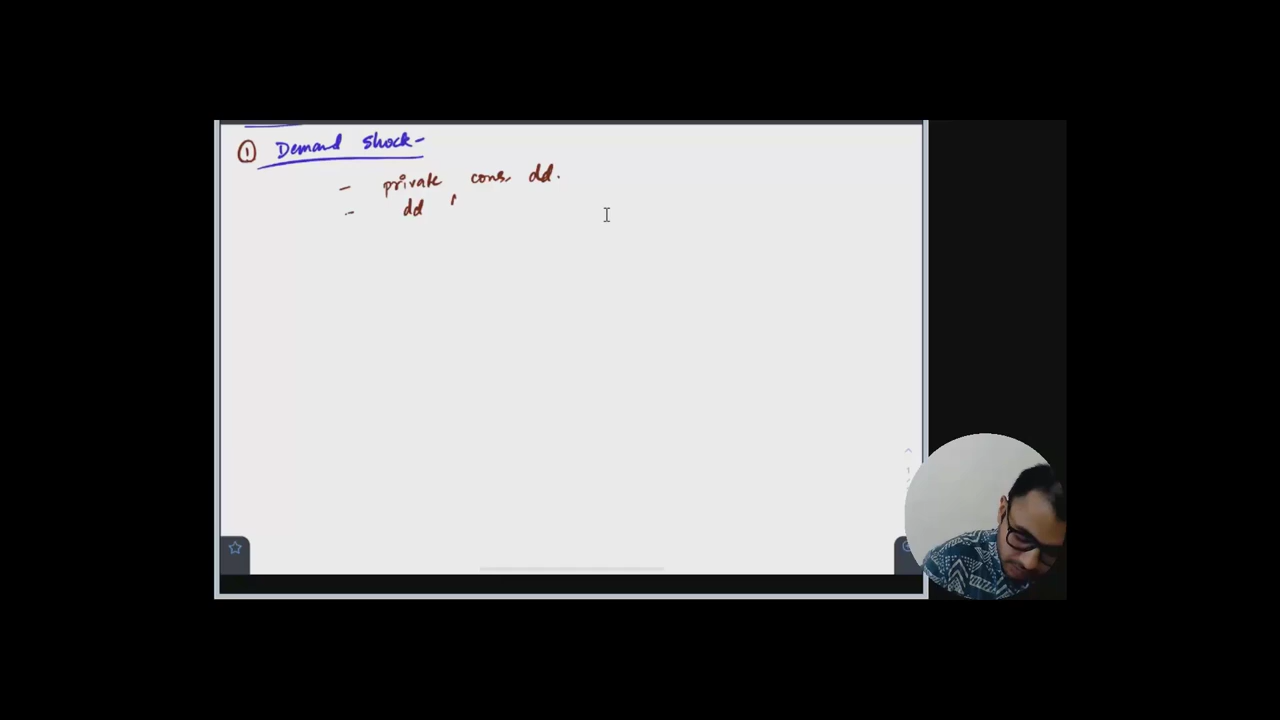 ① Demand shock-
- private cons. dd.
- dd